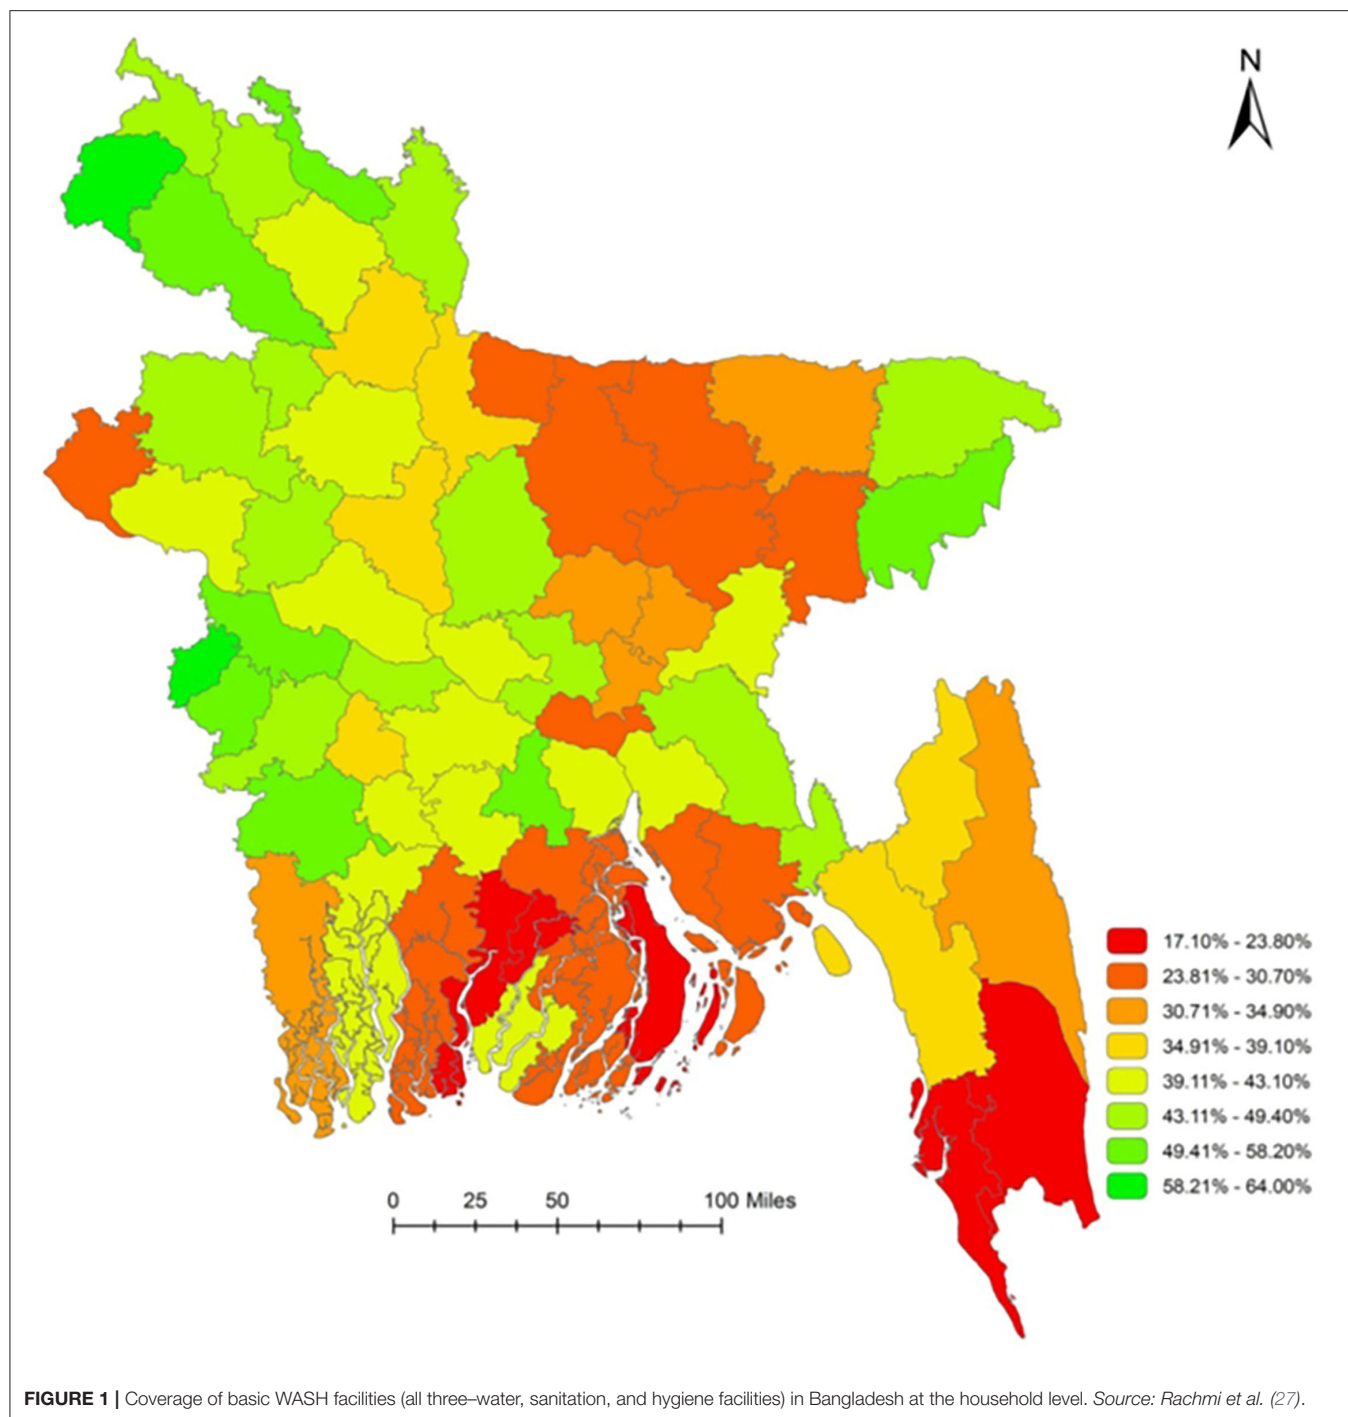 N
17.10% - 23.80%
23.81% - 30.70%
30.71% - 34.90%
34.91% - 39.10%
39.11% - 43.10%
43.11% - 49.40%
49.41% - 58.20%
58.21% - 64.00%
0 25 50 100 Miles
FIGURE 1 | Coverage of basic WASH facilities (all three–water, sanitation, and hygiene facilities) in Bangladesh at the household level. Source: Rachmi et al. (27).